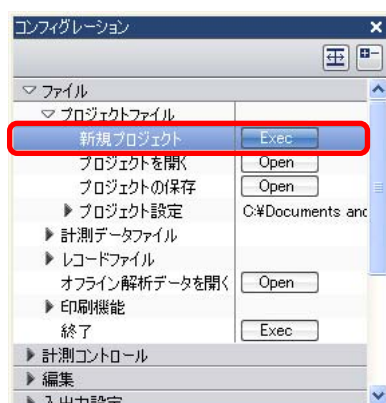 コンフィグレーション
ファイル
プロジェクトファイル
新規プロジェクト Exec
プロジェクトを開く Open
プロジェクトの保存 Open
プロジェクト設定 C:¥Documents and
計測データファイル
レコードファイル
オフライン解析データを開く Open
印刷機能
終了 Exec
計測コントロール
編集
入出力設定